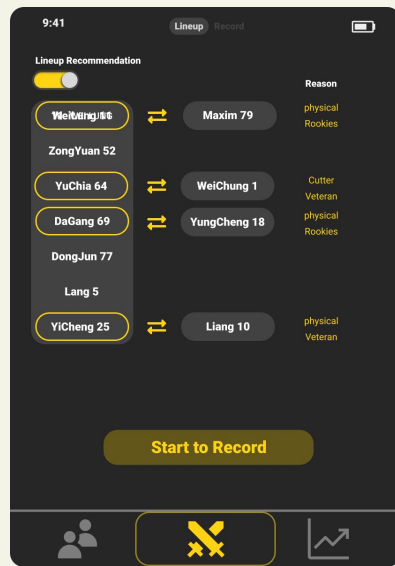 9:41
Lineup Record
Lineup Recommendation
Reason
Maxim 79
physical
Rookies
ZongYuan 52
YuChia 64
WeiChung 1
Cutter
Veteran
DaGang 69
YungCheng 18
physical
Rookies
DongJun 77
Lang 5
YiCheng 25
Liang 10
physical
Veteran
Start to Record